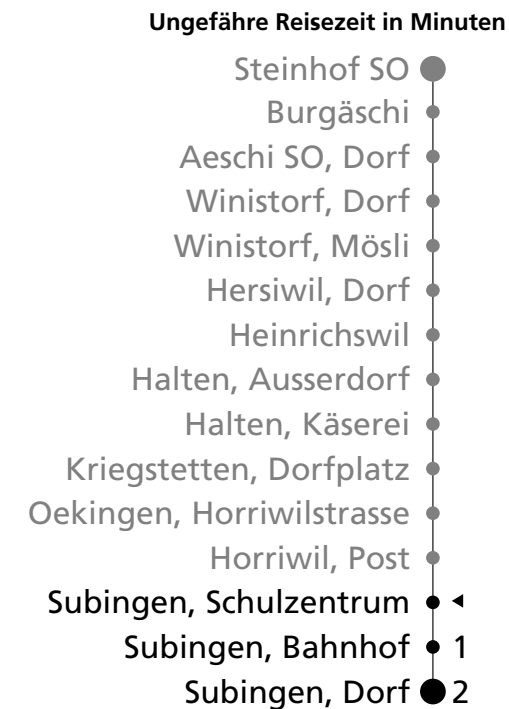 Ungefähre Reisezeit in Minuten
Steinhof SO
Burgäschi
Aeschi SO, Dorf
Winistorf, Dorf
Winistorf, Mösli
Hersiwil, Dorf
Heinrichswil
Halten, Ausserdorf
Halten, Käserei
Kriegstetten, Dorfplatz
Oekingen, Horriwilstrasse
Horriwil, Post
Subingen, Schulzentrum
Subingen, Bahnhof 1
Subingen, Dorf 2